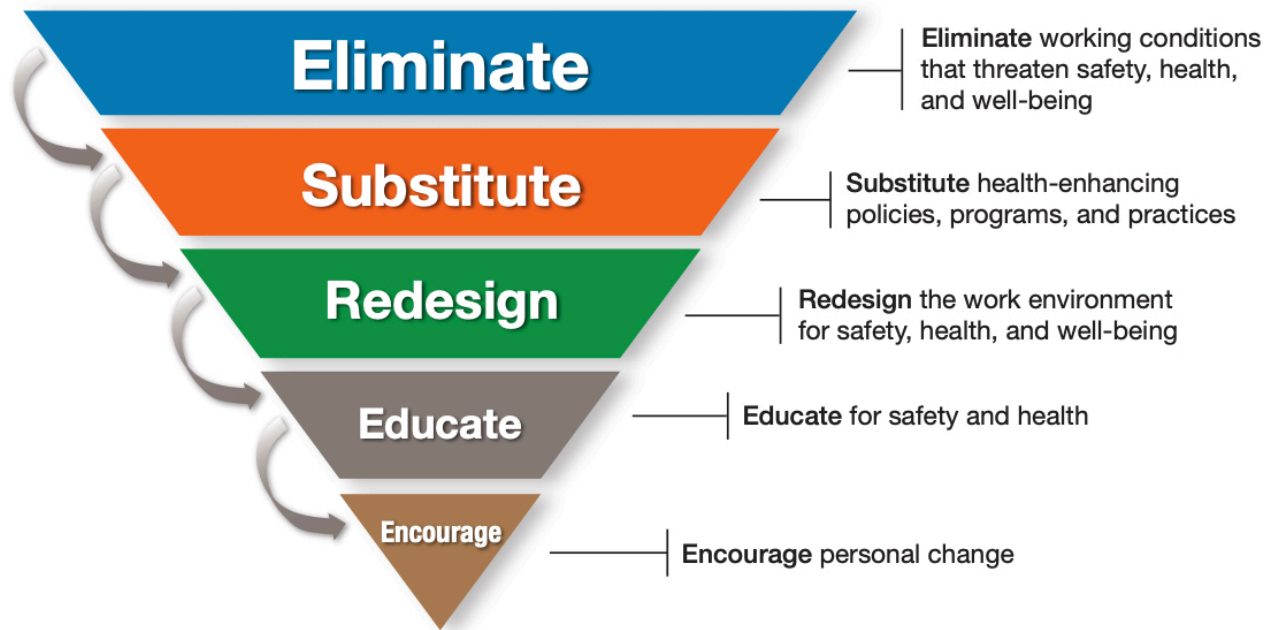 Eliminate
Eliminate working conditions
that threaten safety, health,
and well-being
Substitute
Substitute health-enhancing
policies, programs, and practices
Redesign
Redesign the work environment
for safety, health, and well-being
Educate
Educate for safety and health
Encourage
Encourage personal change